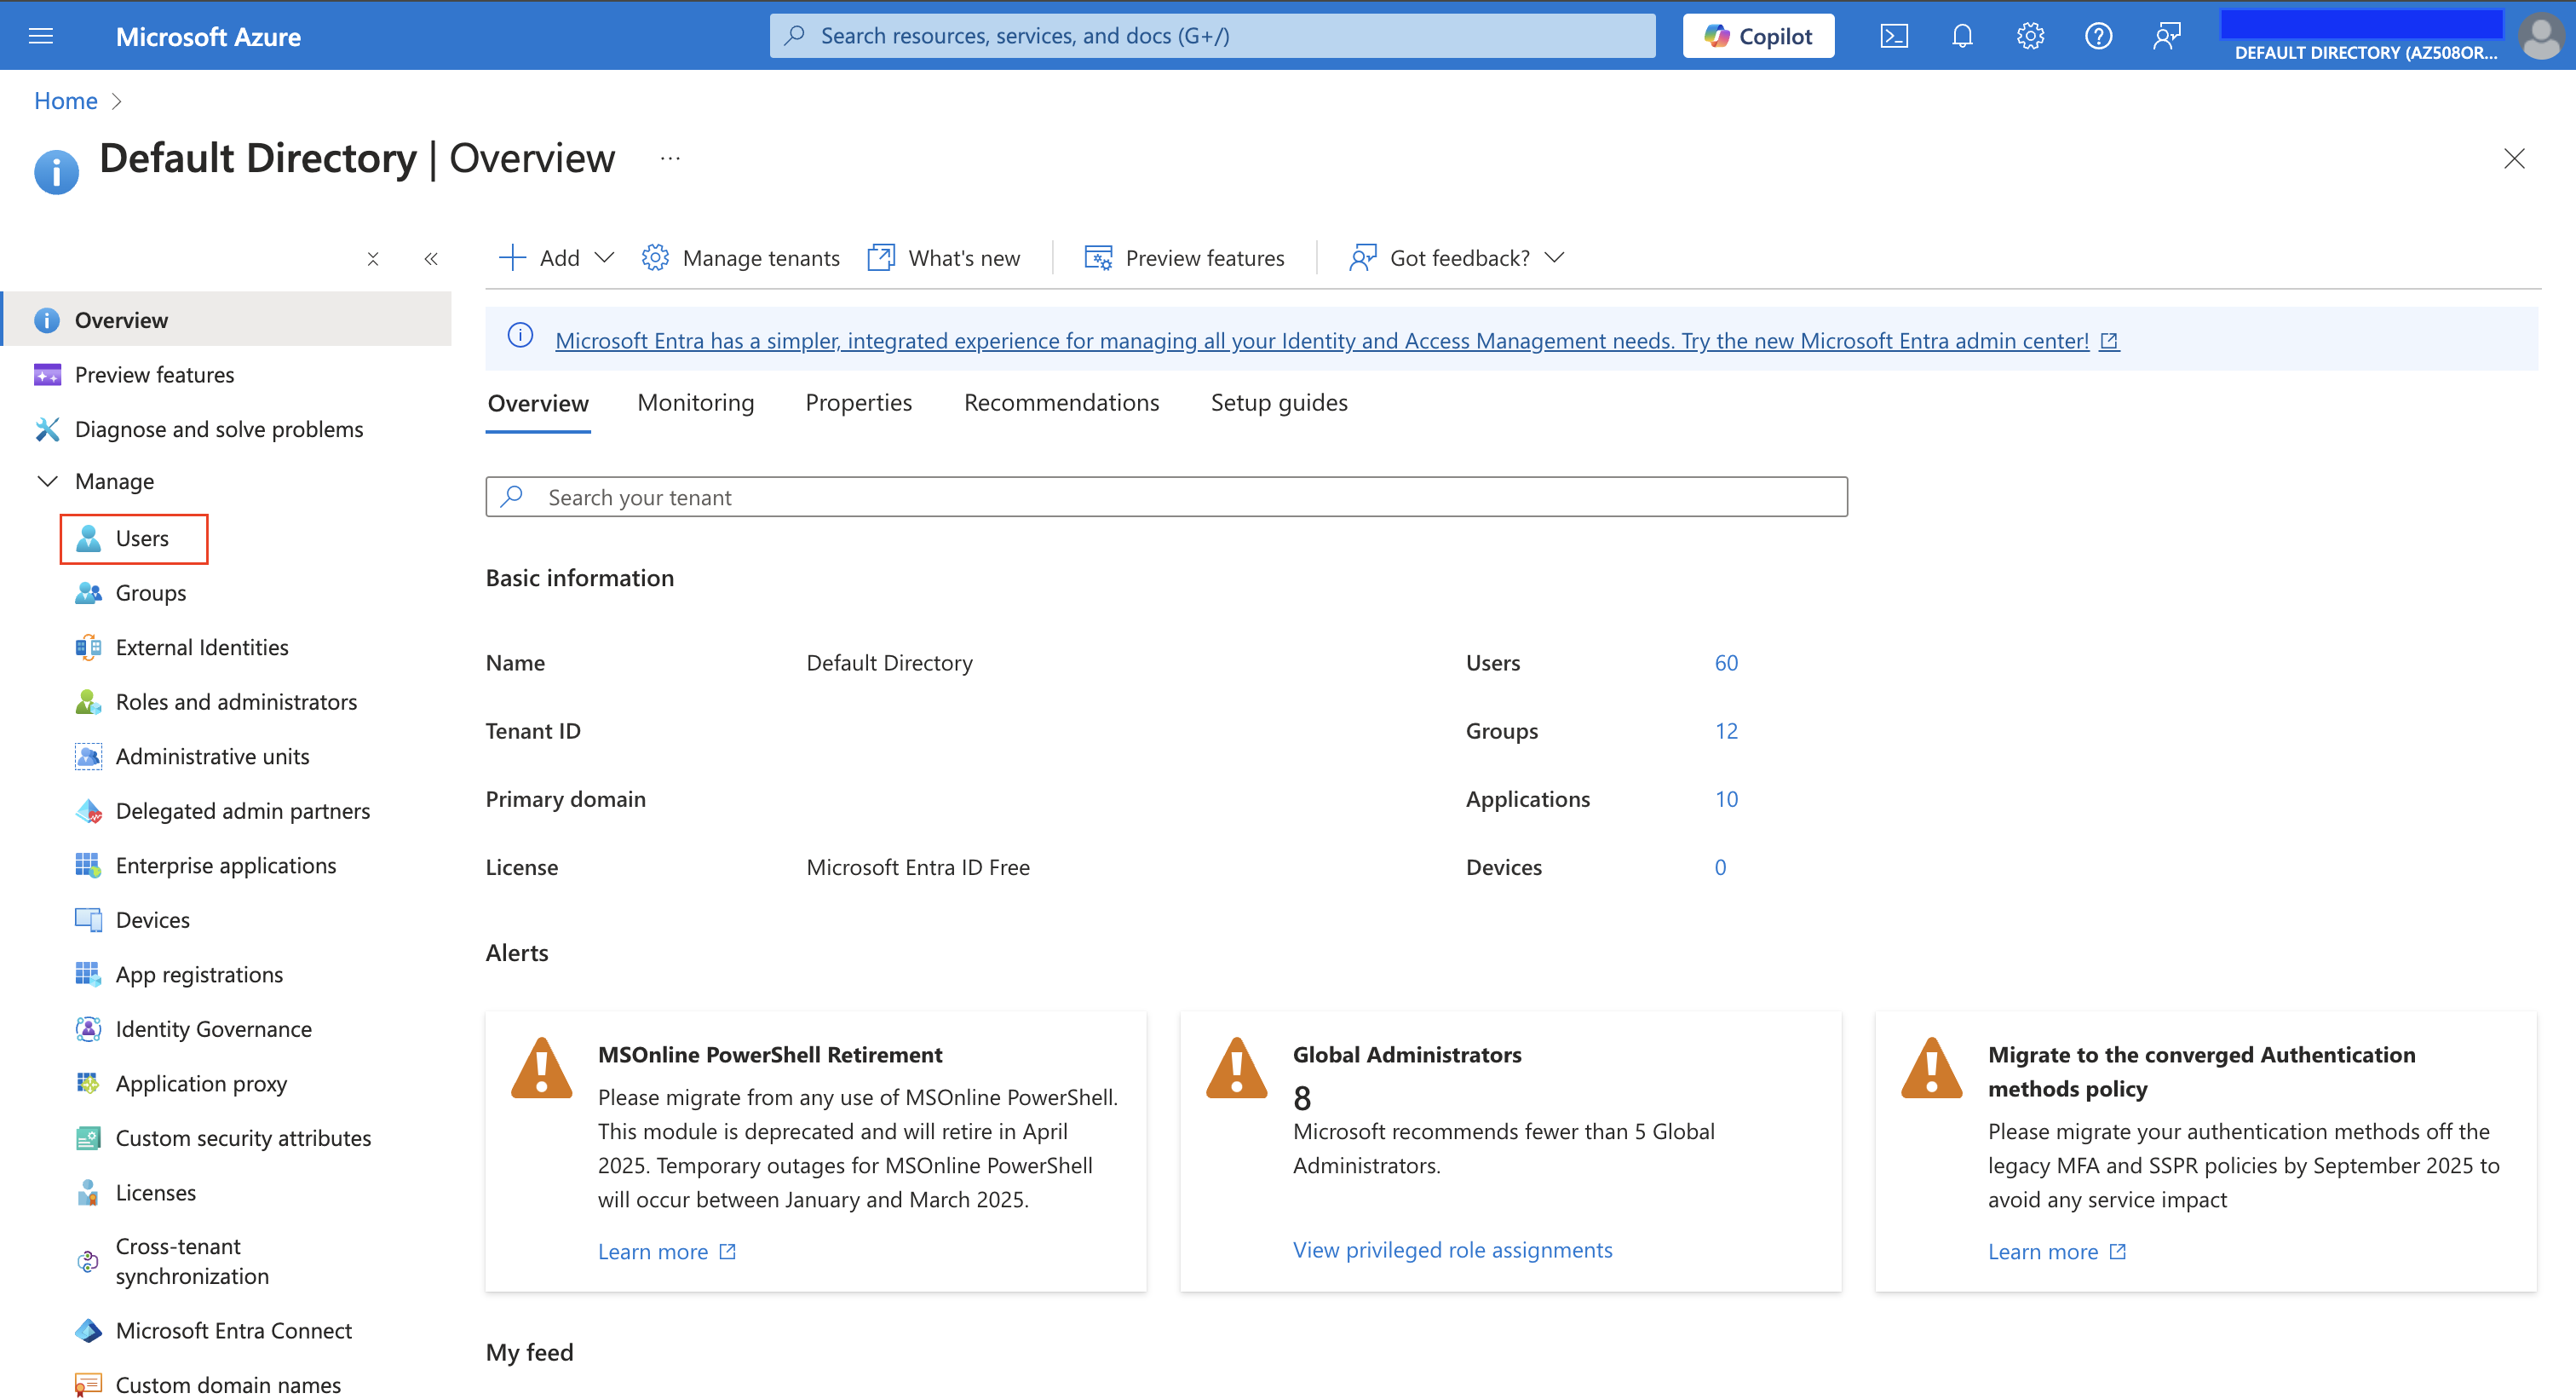 Microsoft Azure
Search resources, services, and docs (G+/)
Copilot
DEFAULT DIRECTORY (AZ508OR...
Home
Default Directory | Overview
...
Add
Manage tenants
What's new
Preview features
Got feedback?
Overview
Preview features
Diagnose and solve problems
Manage
Users
Groups
External Identities
Roles and administrators
Administrative units
Delegated admin partners
Enterprise applications
Devices
App registrations
Identity Governance
Application proxy
Custom security attributes
Licenses
Cross-tenant
synchronization
Microsoft Entra Connect
Custom domain names
Microsoft Entra has a simpler, integrated experience for managing all your Identity and Access Management needs. Try the new Microsoft Entra admin center!
Overview Monitoring Properties Recommendations Setup guides
Search your tenant
Basic information
Name Default Directory Users 60
Tenant ID Groups 12
Primary domain Applications 10
License Microsoft Entra ID Free Devices 0
Alerts
MSOnline PowerShell Retirement
Please migrate from any use of MSOnline PowerShell.
This module is deprecated and will retire in April
2025. Temporary outages for MSOnline PowerShell
will occur between January and March 2025.
Learn more
Global Administrators
8
Microsoft recommends fewer than 5 Global
Administrators.
View privileged role assignments
Migrate to the converged Authentication
methods policy
Please migrate your authentication methods off the
legacy MFA and SSPR policies by September 2025 to
avoid any service impact
Learn more
My feed